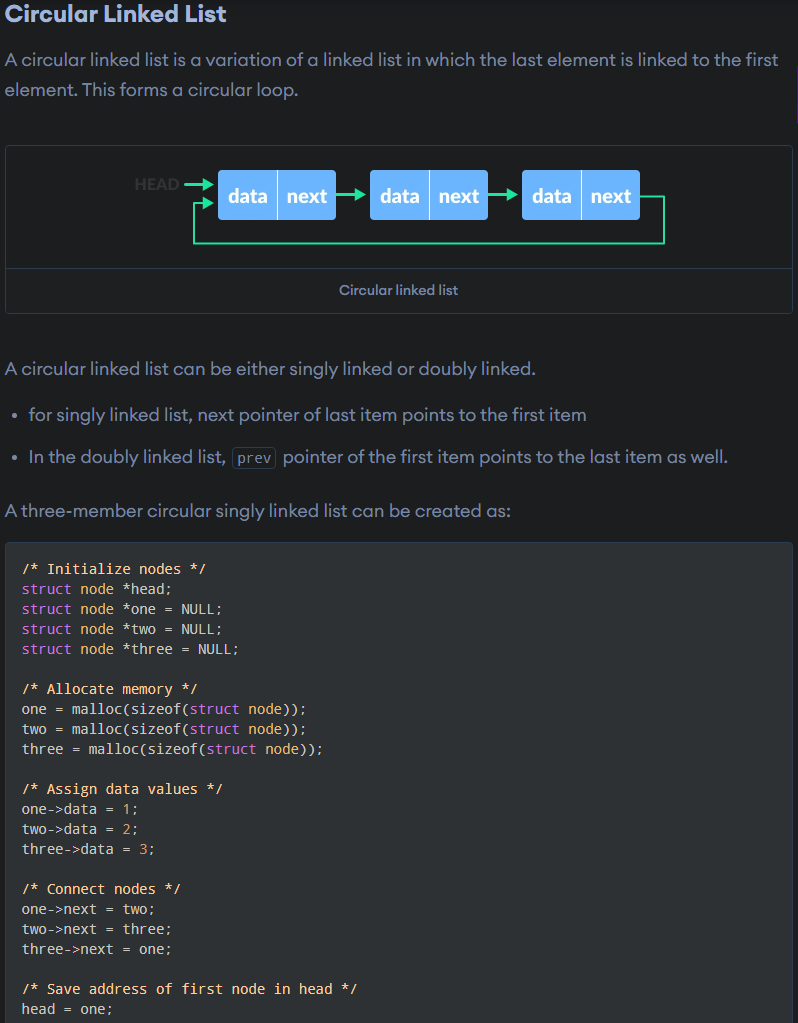 Circular Linked List
A circular linked list is a variation of a linked list in which the last element is linked to the first
element. This forms a circular loop.
HEAD
data next data next data next
Circular linked list
A circular linked list can be either singly linked or doubly linked.
• for singly linked list, next pointer of last item points to the first item
• In the doubly linked list, prev pointer of the first item points to the last item as well.
A three-member circular singly linked list can be created as:
/* Initialize nodes */
struct node *head;
struct node *one = NULL;
struct node *two = NULL;
struct node *three = NULL;
/* Allocate memory */
one = malloc(sizeof(struct node));
two = malloc(sizeof(struct node));
three = malloc(sizeof(struct node));
/* Assign data values */
one->data = 1;
two->data = 2;
three->data = 3;
/* Connect nodes */
one->next = two;
two->next = three;
three->next = one;
/* Save address of first node in head */
head = one;